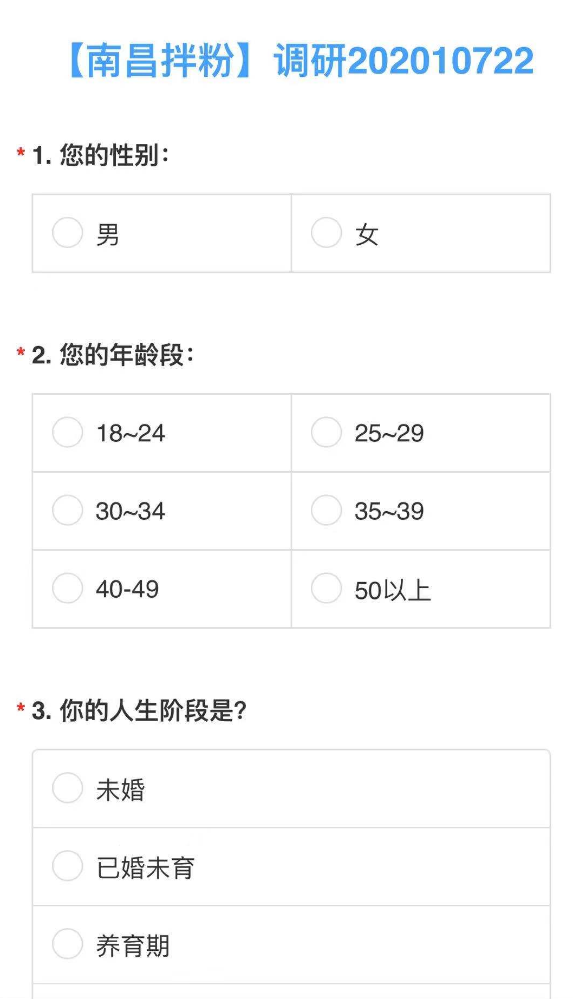 【南昌拌粉】调研202010722
* 1. 您的性别：
男
女
* 2. 您的年龄段：
18~24
25~29
30~34
35~39
40-49
50以上
* 3. 你的人生阶段是?
未婚
已婚未育
养育期